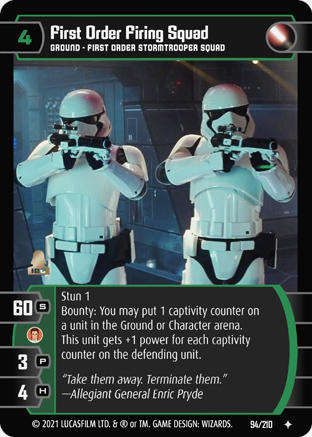 4
First Order Firing Squad
GROUND - FIRST ORDER STORMTROOPER SQUAD
60 S
3 P
4 H
Stun 1
Bounty: You may put 1 captivity counter on
a unit in the Ground or Character arena.
This unit gets +1 power for each captivity
counter on the defending unit.
“Take them away. Terminate them.”
—Allegiant General Enric Pryde
© 2021 LUCASFILM LTD. & ® or TM. GAME DESIGN: WIZARDS.
94/210